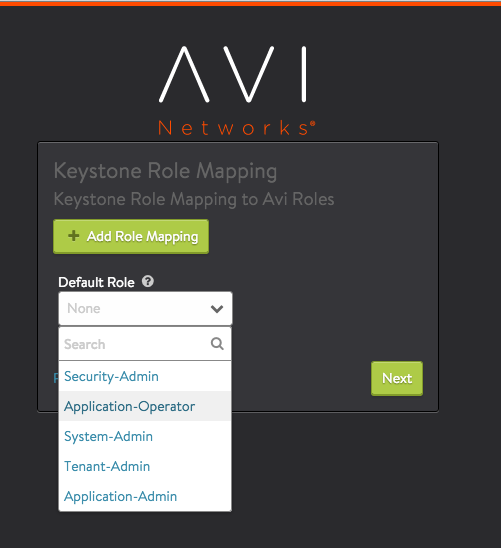 AVI
Networks®
Keystone Role Mapping
Keystone Role Mapping to Avi Roles
+ Add Role Mapping
Default Role ?
None
Search
Security-Admin
Next
Application-Operator
System-Admin
Tenant-Admin
Application-Admin